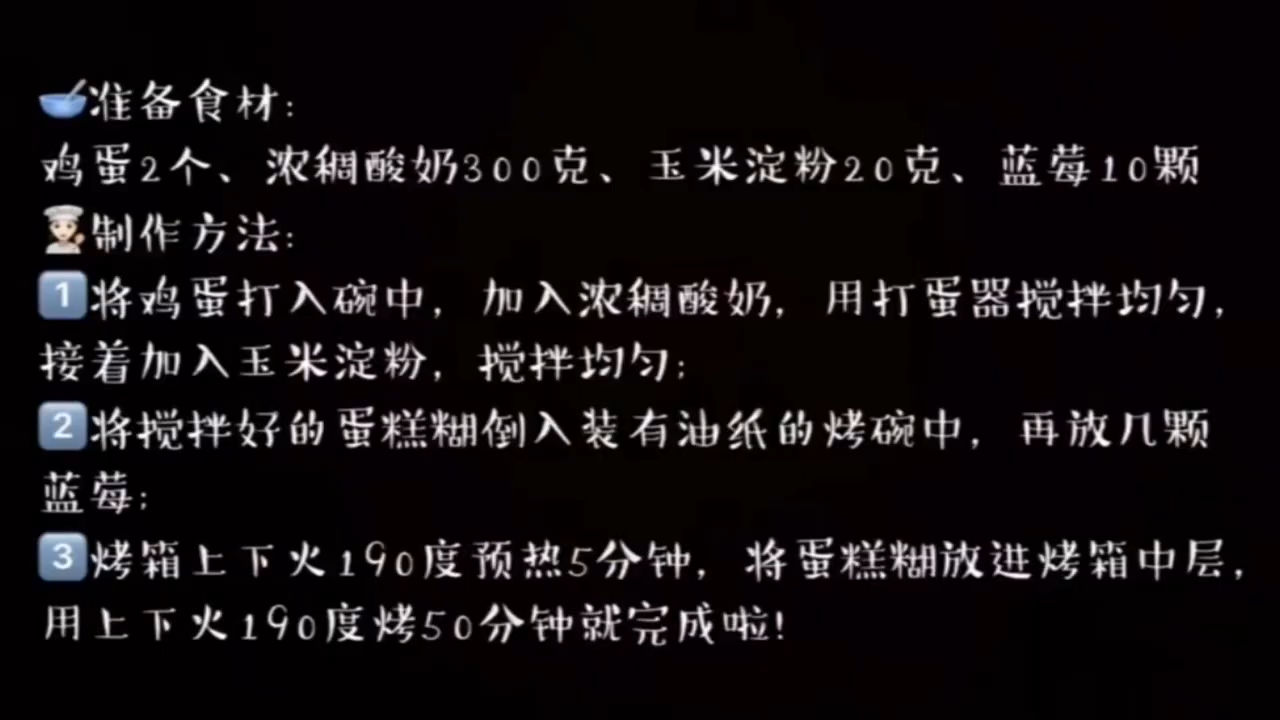 🥣准备食材:
鸡蛋2个、浓稠酸奶300克、玉米淀粉20克、蓝莓10颗
👩🏻‍🍳制作方法:
1️⃣将鸡蛋打入碗中，加入浓稠酸奶，用打蛋器搅拌均匀，
接着加入玉米淀粉，搅拌均匀;
2️⃣将搅拌好的蛋糕糊倒入装有油纸的烤碗中，再放几颗
蓝莓;
3️⃣烤箱上下火190度预热5分钟，将蛋糕糊放进烤箱中层，
用上下火190度烤50分钟就完成啦!